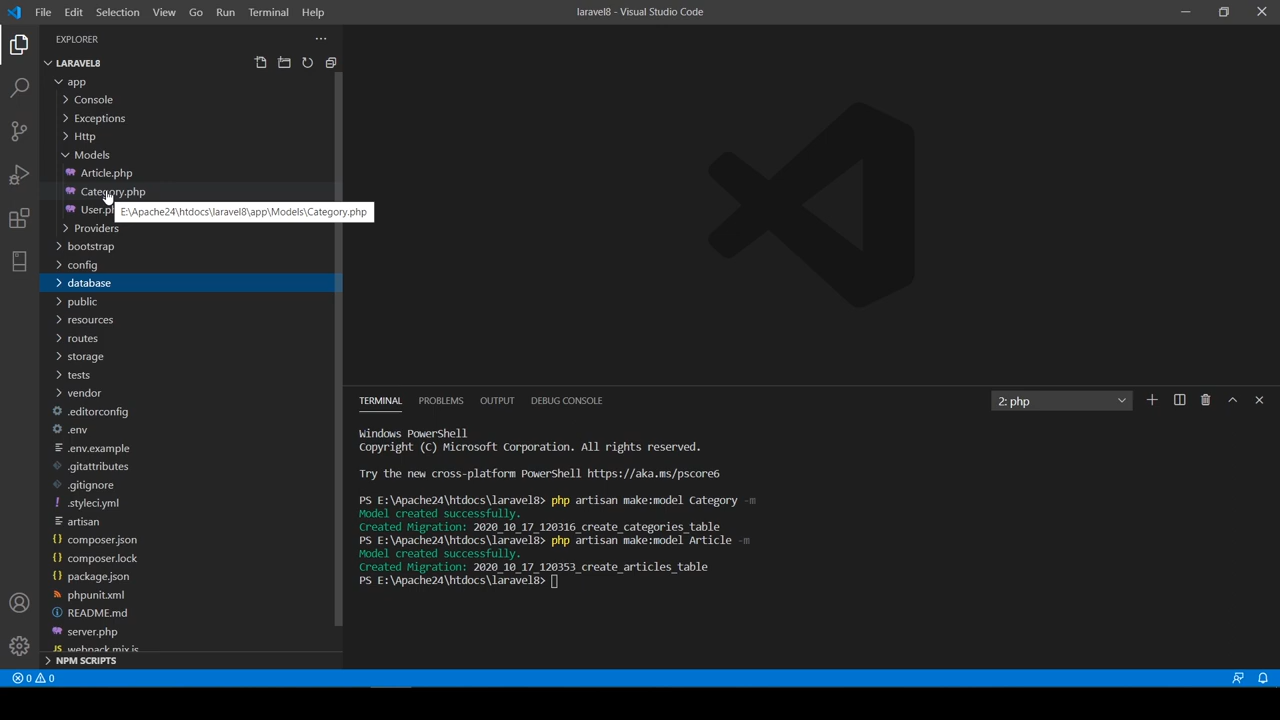 File Edit Selection View Go Run Terminal Help
laravel8 - Visual Studio Code
EXPLORER
LARAVEL8
app
Console
Exceptions
Http
Models
Article.php
Category.php
User.ph
E:\Apache24\htdocs\laravel8\app\Models\Category.php
Providers
bootstrap
config
database
public
resources
routes
storage
tests
vendor
.editorconfig
.env
.env.example
.gitattributes
.gitignore
.styleci.yml
artisan
composer.json
composer.lock
package.json
phpunit.xml
README.md
server.php
JS webpack.mix.js
NPM SCRIPTS
TERMINAL PROBLEMS OUTPUT DEBUG CONSOLE
2: php
Windows PowerShell
Copyright (C) Microsoft Corporation. All rights reserved.
Try the new cross-platform PowerShell https://aka.ms/pscore6
PS E:\Apache24\htdocs\laravel8> php artisan make:model Category -m
Model created successfully.
Created Migration: 2020_10_17_120316_create_categories_table
PS E:\Apache24\htdocs\laravel8> php artisan make:model Article -m
Model created successfully.
Created Migration: 2020_10_17_120353_create_articles_table
PS E:\Apache24\htdocs\laravel8>
0 0